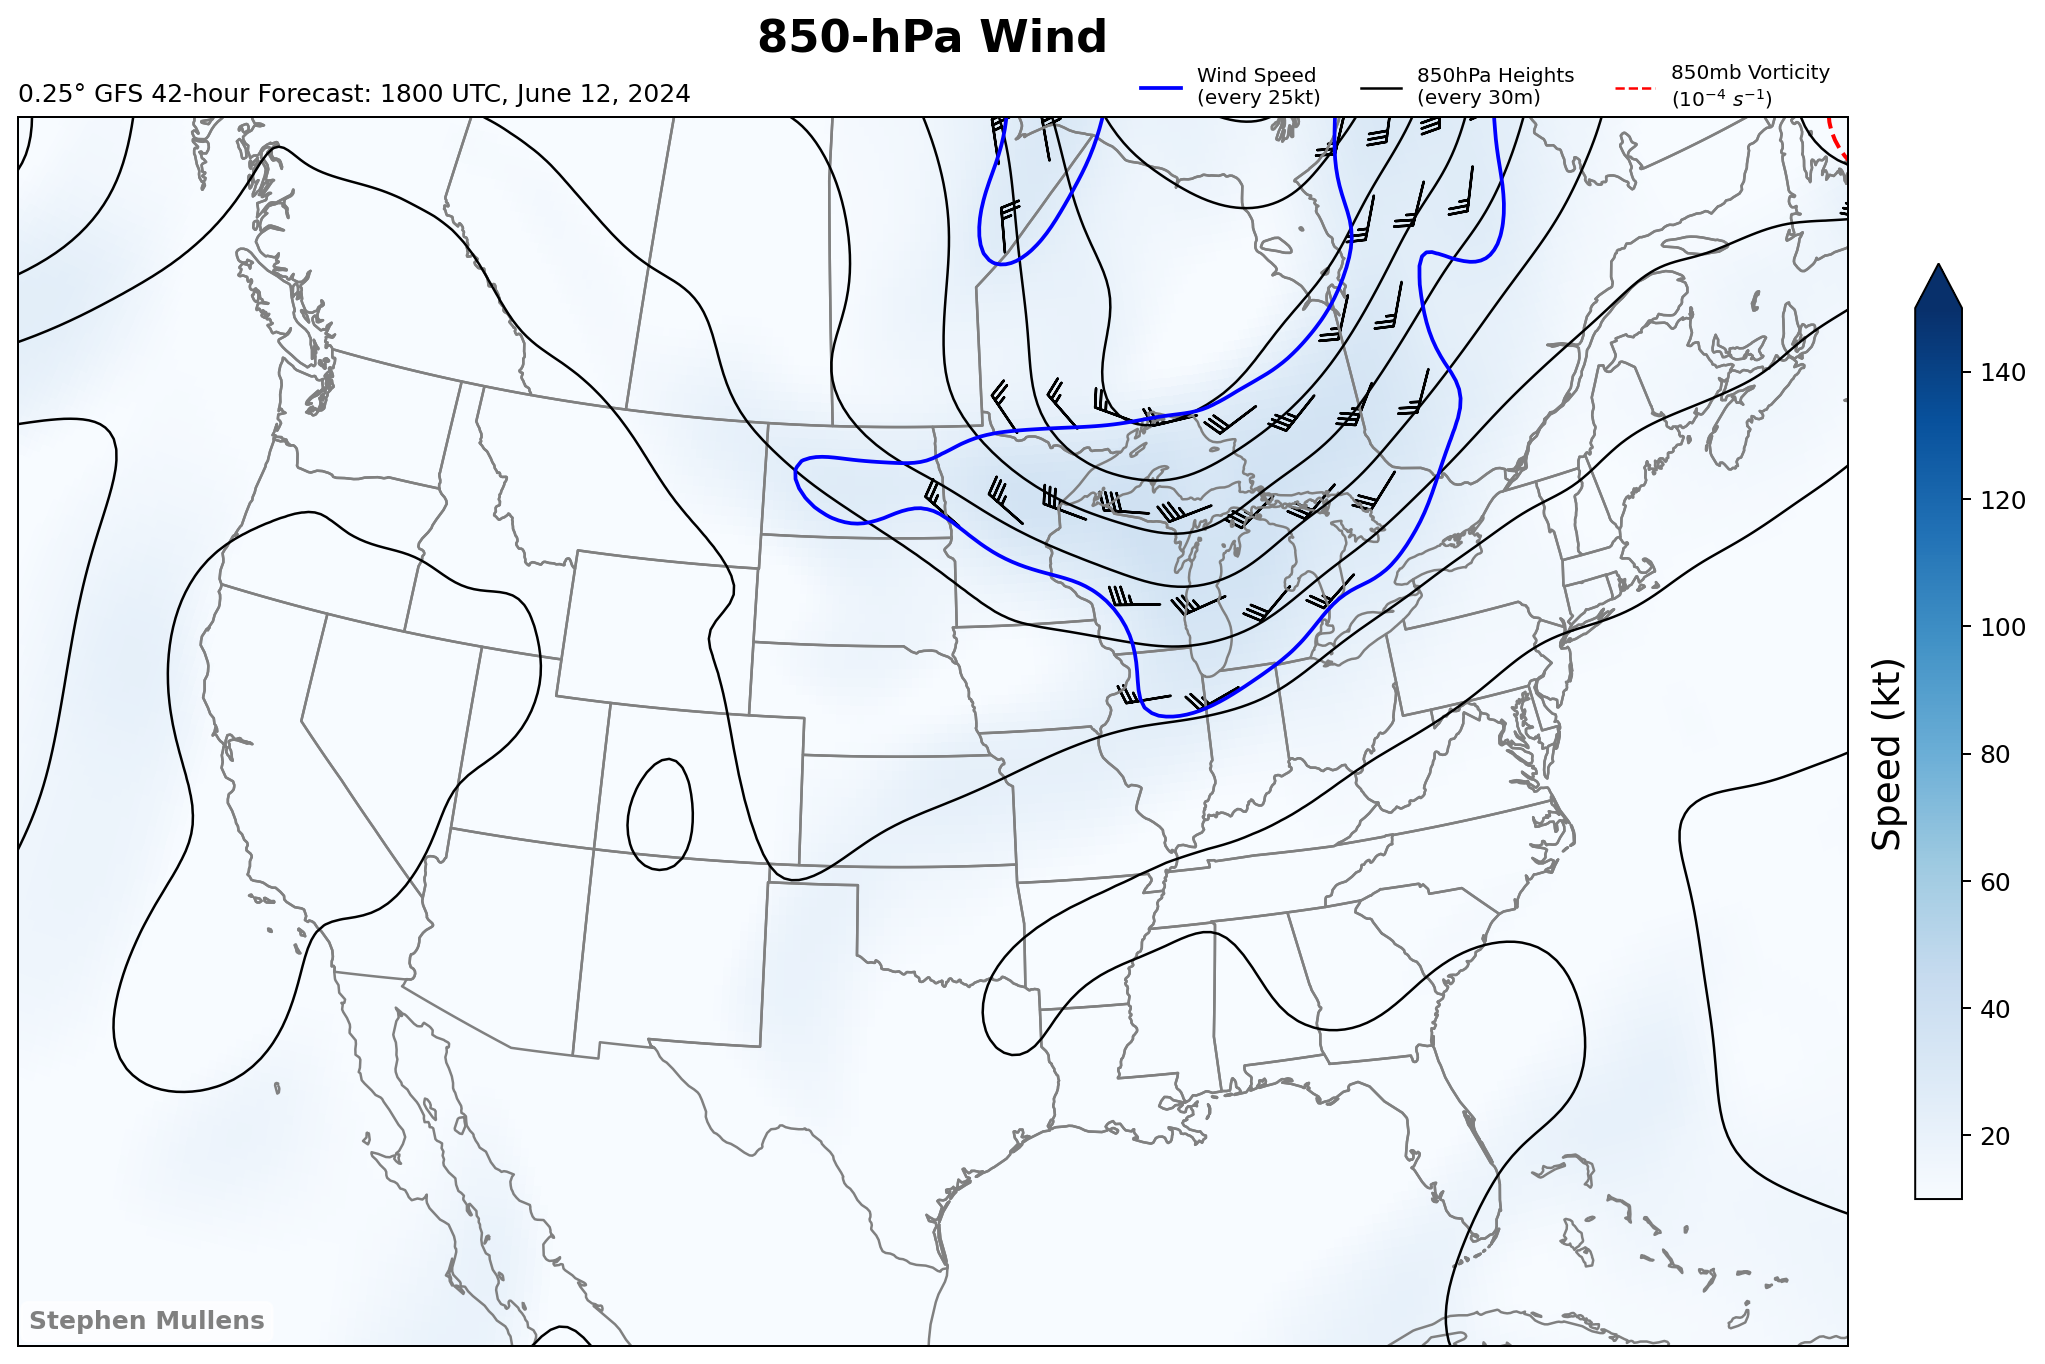 850-hPa Wind
0.25° GFS 42-hour Forecast: 1800 UTC, June 12, 2024
Wind Speed
(every 25kt)
850hPa Heights
(every 30m)
850mb Vorticity
(10⁻⁴ s⁻¹)
140
120
100
80
60
40
20
Speed (kt)
Stephen Mullens